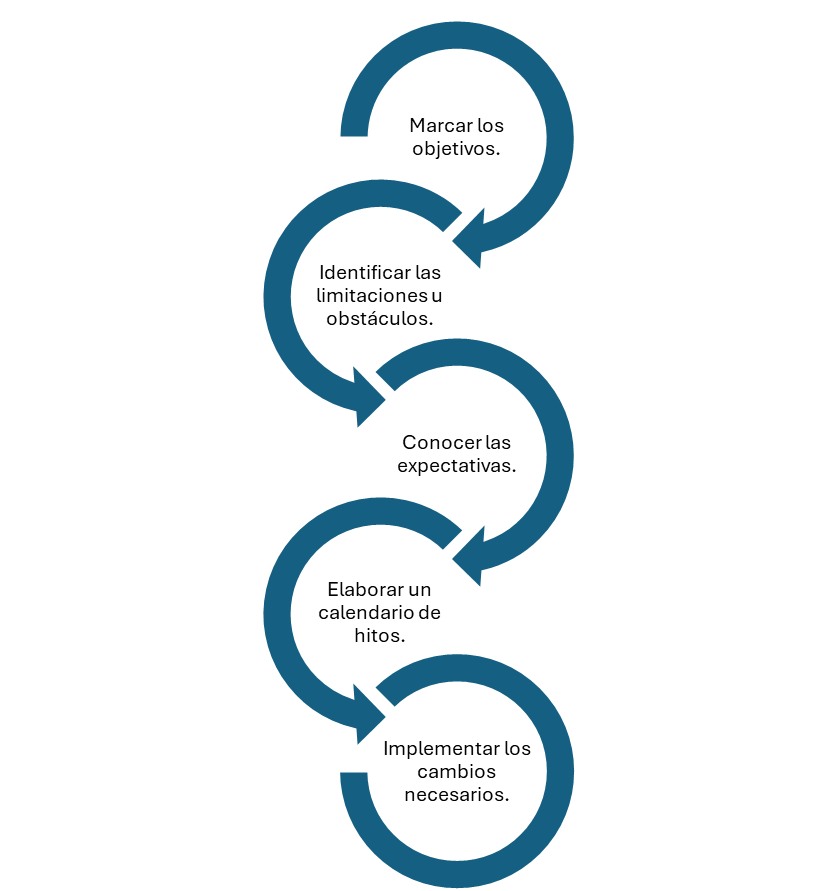 Marcar los
objetivos.
Identificar las
limitaciones u
obstáculos.
Conocer las
expectativas.
Elaborar un
calendario de
hitos.
Implementar los
cambios
necesarios.